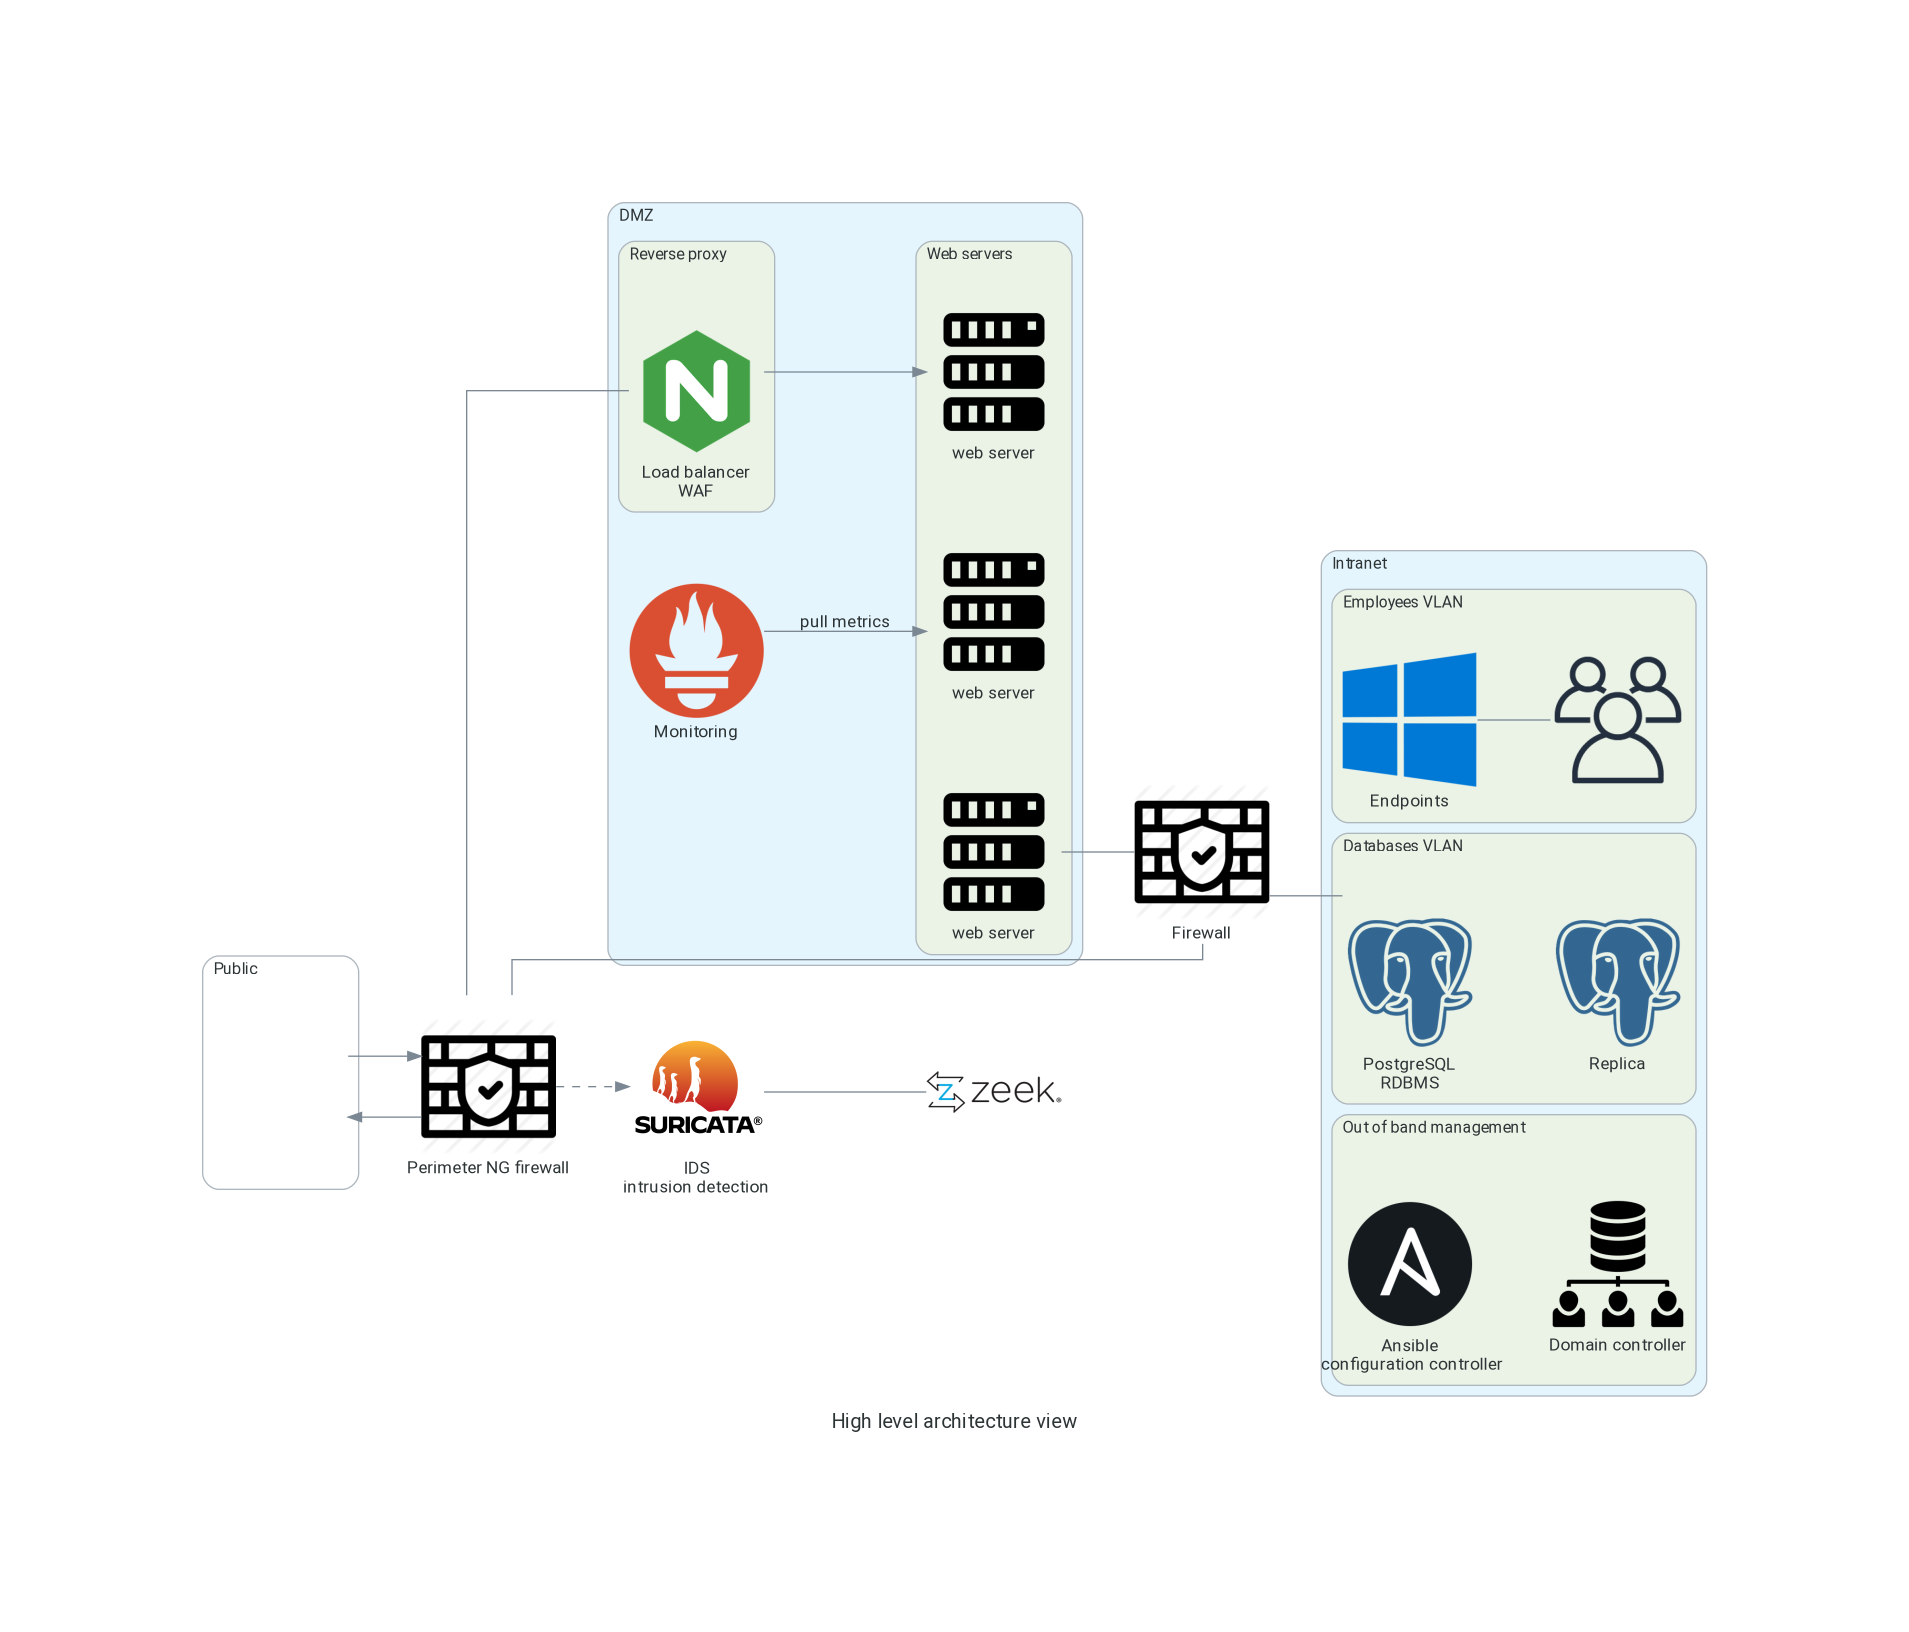 DMZ
Reverse proxy
Web servers
Load balancer
WAF
web server
pull metrics
web server
Monitoring
web server
Firewall
Intranet
Employees VLAN
Endpoints
Databases VLAN
PostgreSQL
RDBMS
Replica
Out of band management
Ansible
configuration controller
Domain controller
Public
Perimeter NG firewall
SURICATA®
IDS
intrusion detection
z zeek®
High level architecture view